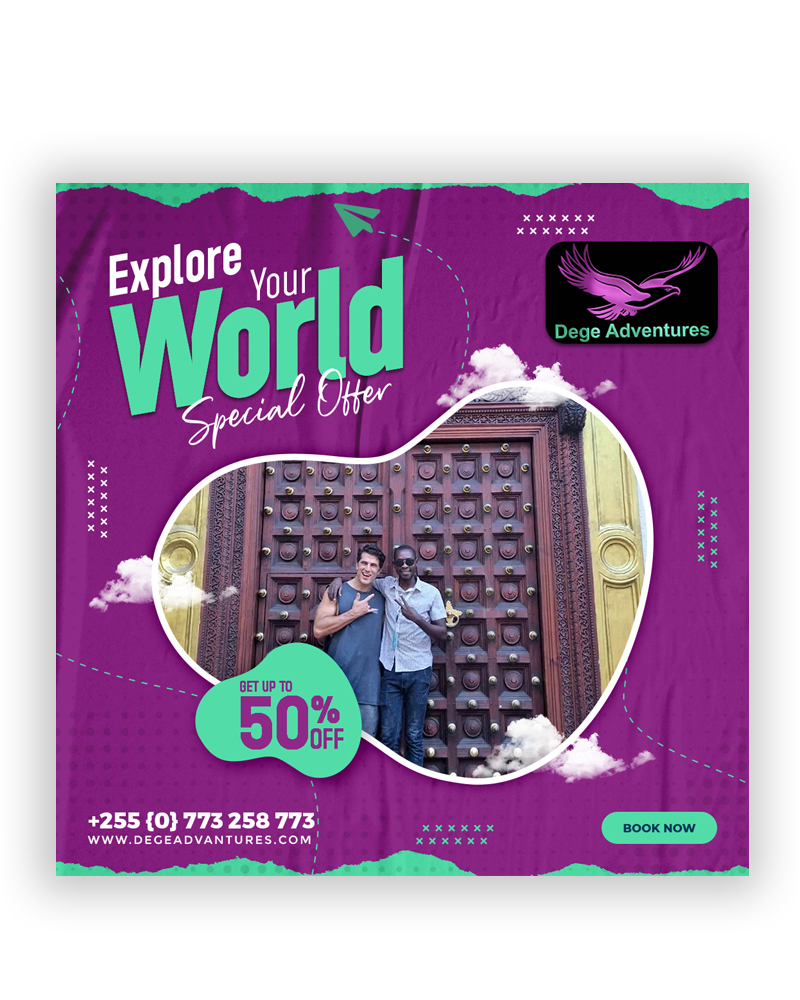 Explore
Your
World
Special Offer
Dege Adventures
GET UP TO
50%
OFF
+255 {0} 773 258 773
WWW.DEGEADVANTURES.COM
BOOK NOW